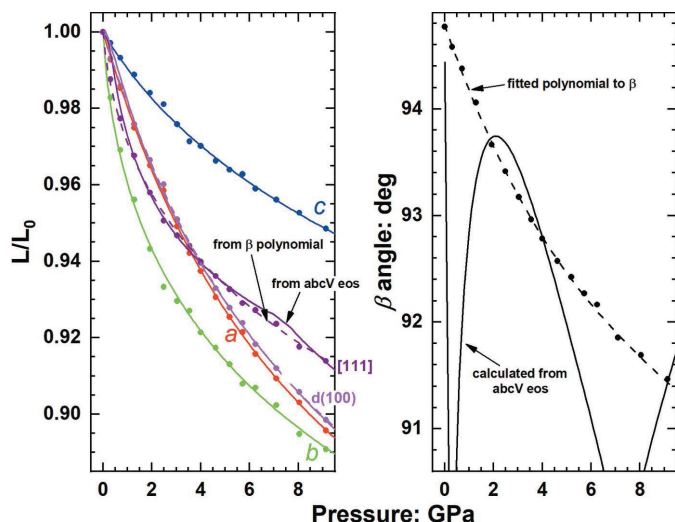 1.00
0.98
0.96
0.94
0.92
0.90
L/L0
c
from β polynomial
from abcV eos
a
[111]
d(100)
b
0 2 4 6 8
94
93
92
91
β angle: deg
fitted polynomial to β
calculated from
abcV eos
0 2 4 6 8
Pressure: GPa